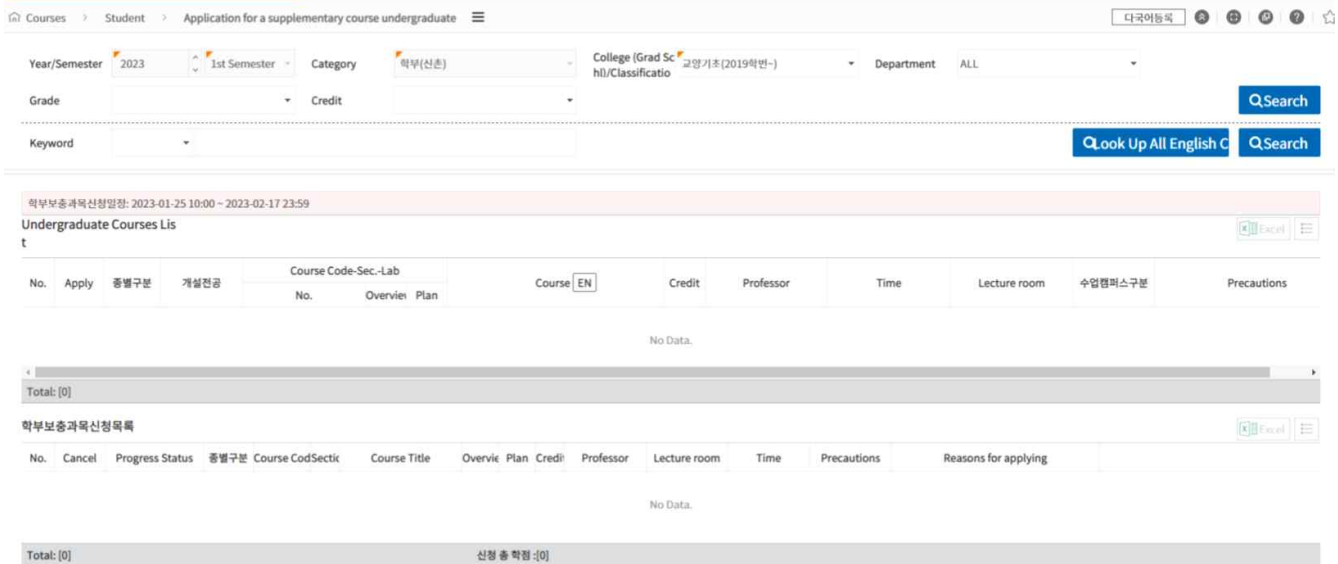 Courses > Student > Application for a supplementary course undergraduate 다국어등록
Year/Semester 2023 1st Semester Category 학부(신촌) College (Grad Sc hl)/Classificatio 교양기초(2019학번~) Department ALL
Grade Credit Search
Keyword Look Up All English C Search
학부보충과목신청일정: 2023-01-25 10:00 ~ 2023-02-17 23:59
Undergraduate Courses Lis
t
Excel
No. Apply 종별구분 개설전공 Course Code-Sec.-Lab Course EN Credit Professor Time Lecture room 수업캠퍼스구분 Precautions
No. Overview Plan
No Data.
Total: [0]
학부보충과목신청목록 Excel
No. Cancel Progress Status 종별구분 Course Cod Sectic Course Title Overvie Plan Credit Professor Lecture room Time Precautions Reasons for applying
No Data.
Total: [0] 신청 총 학점 :[0]